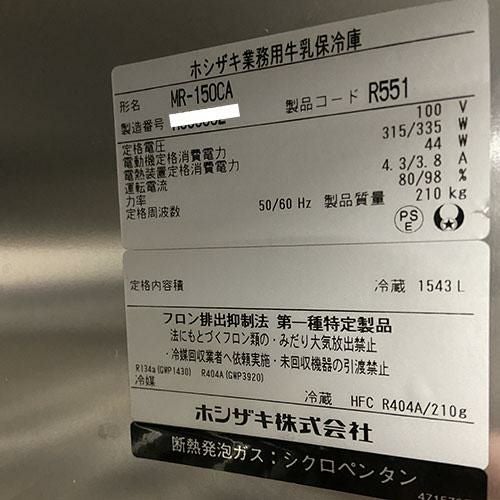 ホシザキ業務用牛乳保冷庫
形名 MR-150CA 製品コード R551
製造番号
定格電圧 100 V
電動機定格消費電力 315/335 W
電熱装置定格消費電力 44 W
運転電流 4.3/3.8 A
力率 80/98 %
定格周波数 50/60 Hz 製品質量 210 kg
PS
E
定格内容積 冷蔵 1543 L
フロン排出抑制法 第一種特定製品
法にもとづくフロン類の・みだり大気放出禁止
・冷媒回収業者へ依頼実施・未回収機器の引渡禁止
R134a(GWP1430) R404A(GWP3920)
冷媒 冷蔵 HFC R404A/210g
ホシザキ株式会社
断熱発泡ガス：シクロペンタン